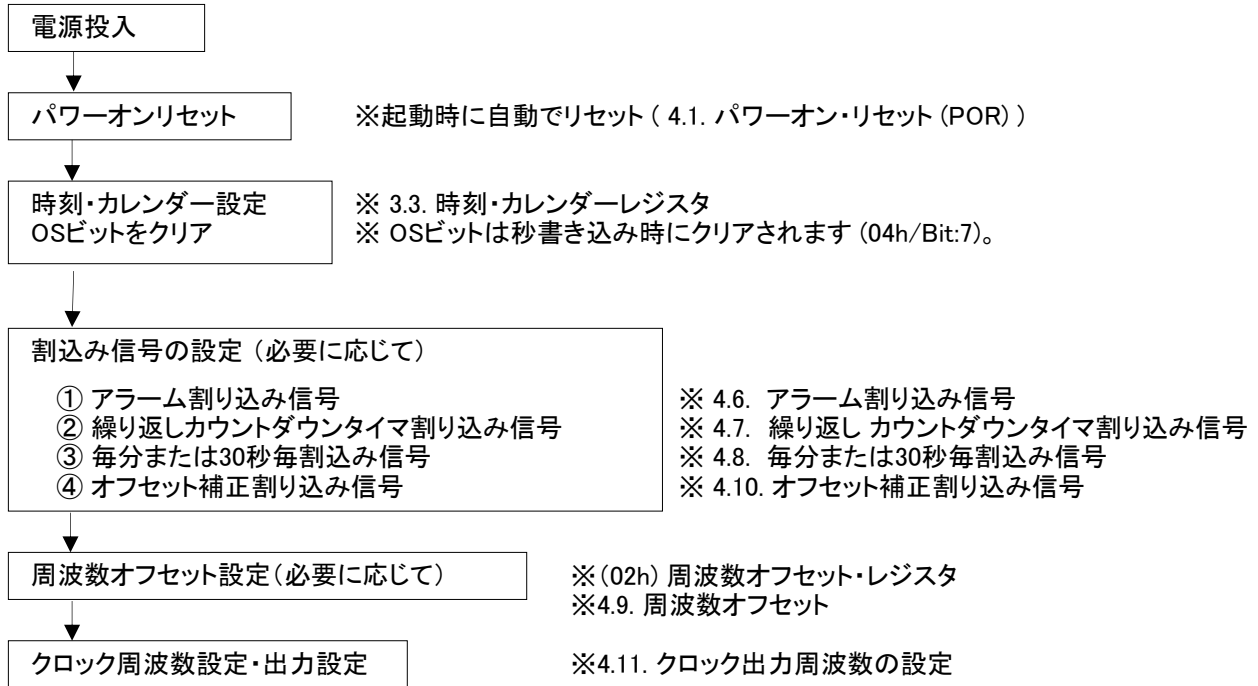 電源投入
パワーオンリセット ※起動時に自動でリセット ( 4.1. パワーオン・リセット (POR) )
時刻・カレンダー設定 ※ 3.3. 時刻・カレンダーレジスタ
OSビットをクリア ※ OSビットは秒書き込み時にクリアされます (04h/Bit:7)。
割込み信号の設定 (必要に応じて)
① アラーム割り込み信号 ※ 4.6. アラーム割り込み信号
② 繰り返しカウントダウンタイマ割り込み信号 ※ 4.7. 繰り返し カウントダウンタイマ割り込み信号
③ 毎分または30秒毎割込み信号 ※ 4.8. 毎分または30秒毎割込み信号
④ オフセット補正割り込み信号 ※ 4.10. オフセット補正割り込み信号
周波数オフセット設定(必要に応じて) ※(02h) 周波数オフセット・レジスタ
※4.9. 周波数オフセット
クロック周波数設定・出力設定 ※4.11. クロック出力周波数の設定